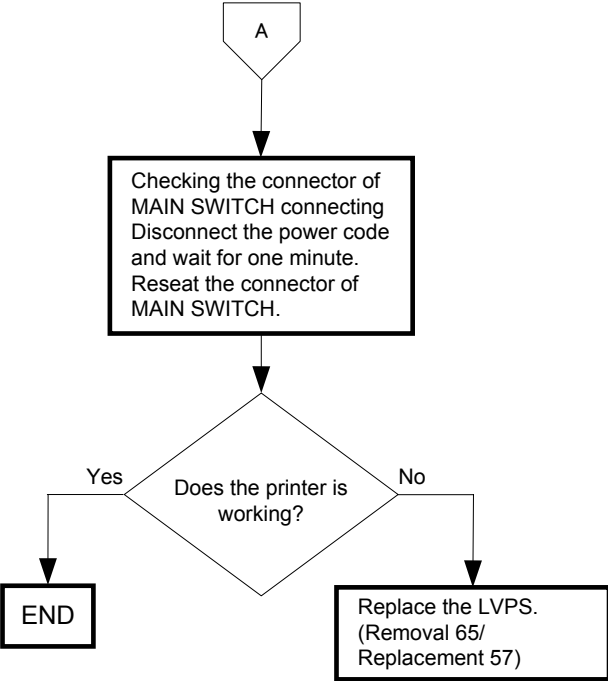 A
Checking the connector of
MAIN SWITCH connecting
Disconnect the power code
and wait for one minute.
Reseat the connector of
MAIN SWITCH.
Yes
Does the printer is
working?
No
END
Replace the LVPS.
(Removal 65/
Replacement 57)